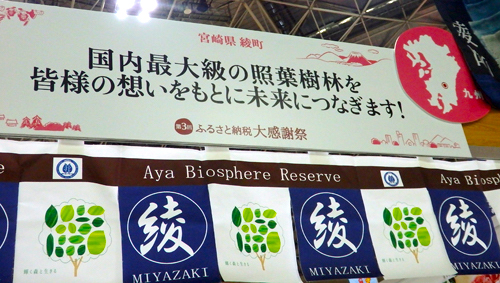 宮崎県 綾町
国内最大級の照葉樹林を
皆様の想いをもとに未来につなぎます!
第3回 ふるさと納税大感謝祭
九州
綾
Aya Biosphere Reserve
Aya Biosphere Reserve
綾 綾 綾
MIYAZAKI MIYAZAKI MIYAZAKI